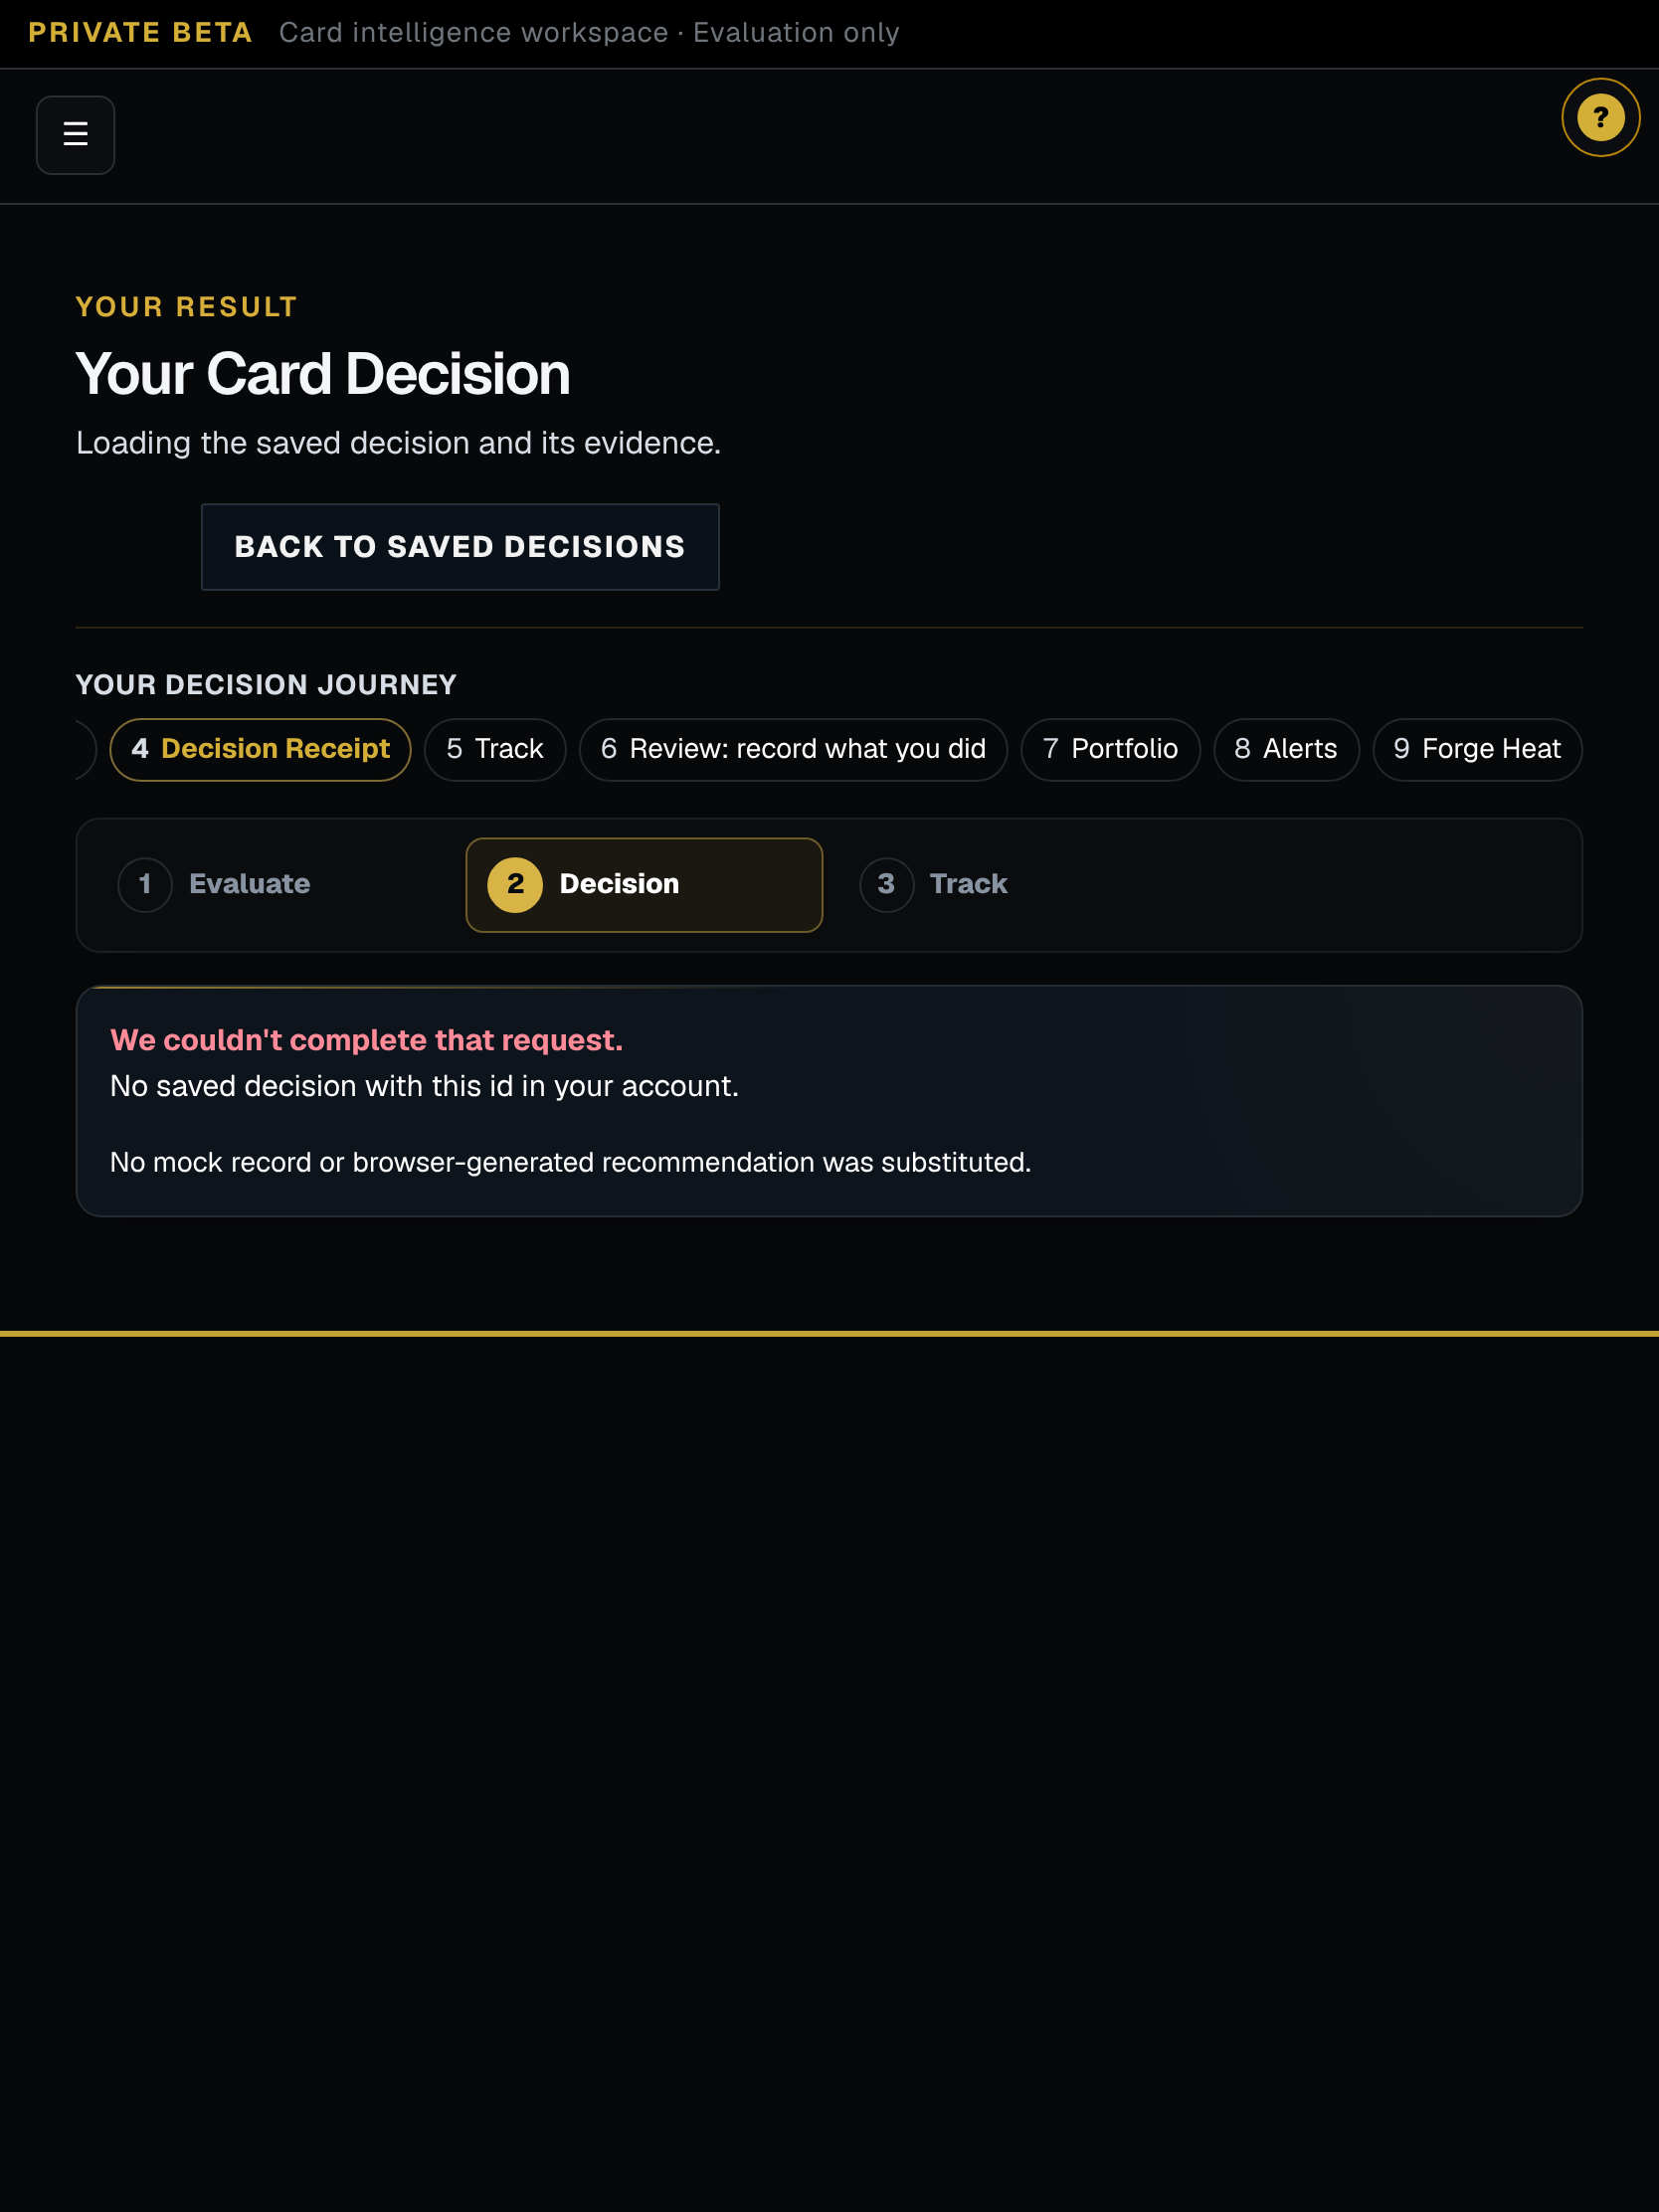 PRIVATE BETA Card intelligence workspace · Evaluation only
?
YOUR RESULT
Your Card Decision
Loading the saved decision and its evidence.
BACK TO SAVED DECISIONS
YOUR DECISION JOURNEY
4 Decision Receipt 5 Track 6 Review: record what you did 7 Portfolio 8 Alerts 9 Forge Heat
1 Evaluate 2 Decision 3 Track
We couldn't complete that request.
No saved decision with this id in your account.
No mock record or browser-generated recommendation was substituted.